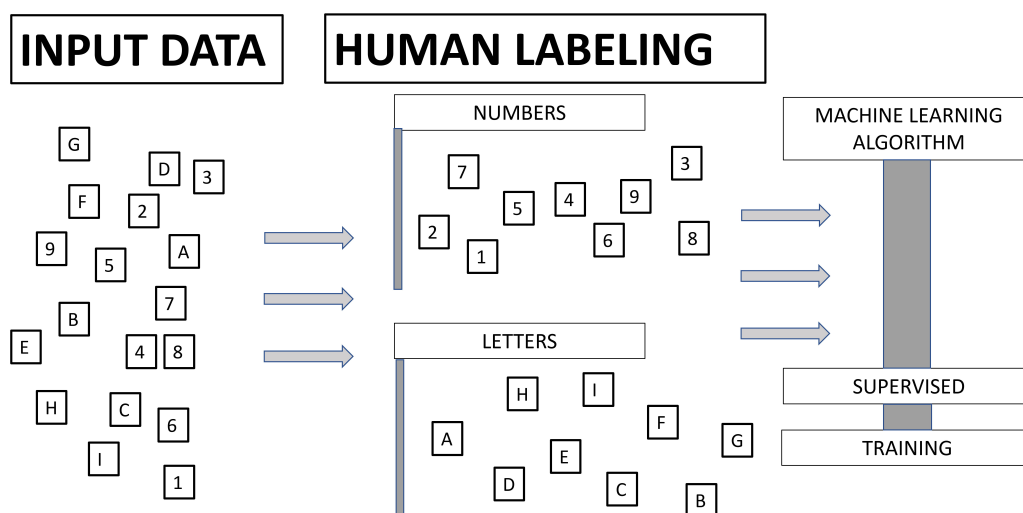 INPUT DATA
HUMAN LABELING
G
D
3
F
2
9
5
A
7
B
E
4
8
H
C
6
I
1
NUMBERS
7
3
5
4
9
2
1
6
8
LETTERS
H
I
F
A
G
E
D
C
B
MACHINE LEARNING
ALGORITHM
SUPERVISED
TRAINING